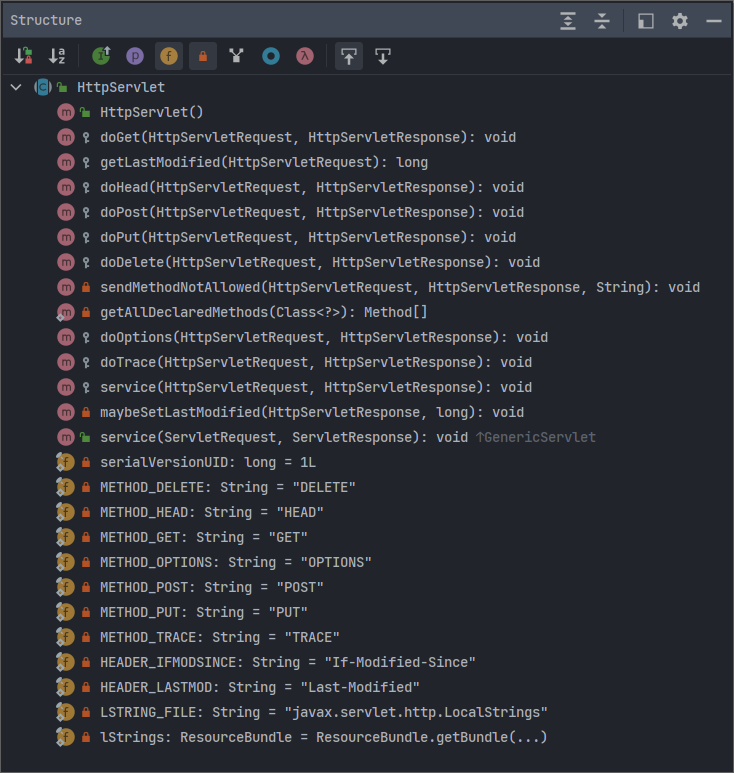 Structure
HttpServlet
HttpServlet()
doGet(HttpServletRequest, HttpServletResponse): void
getLastModified(HttpServletRequest): long
doHead(HttpServletRequest, HttpServletResponse): void
doPost(HttpServletRequest, HttpServletResponse): void
doPut(HttpServletRequest, HttpServletResponse): void
doDelete(HttpServletRequest, HttpServletResponse): void
sendMethodNotAllowed(HttpServletRequest, HttpServletResponse, String): void
getAllDeclaredMethods(Class<?>): Method[]
doOptions(HttpServletRequest, HttpServletResponse): void
doTrace(HttpServletRequest, HttpServletResponse): void
service(HttpServletRequest, HttpServletResponse): void
maybeSetLastModified(HttpServletResponse, long): void
service(ServletRequest, ServletResponse): void ↑GenericServlet
serialVersionUID: long = 1L
METHOD_DELETE: String = "DELETE"
METHOD_HEAD: String = "HEAD"
METHOD_GET: String = "GET"
METHOD_OPTIONS: String = "OPTIONS"
METHOD_POST: String = "POST"
METHOD_PUT: String = "PUT"
METHOD_TRACE: String = "TRACE"
HEADER_IFMODSINCE: String = "If-Modified-Since"
HEADER_LASTMOD: String = "Last-Modified"
LSTRING_FILE: String = "javax.servlet.http.LocalStrings"
lStrings: ResourceBundle = ResourceBundle.getBundle(...)